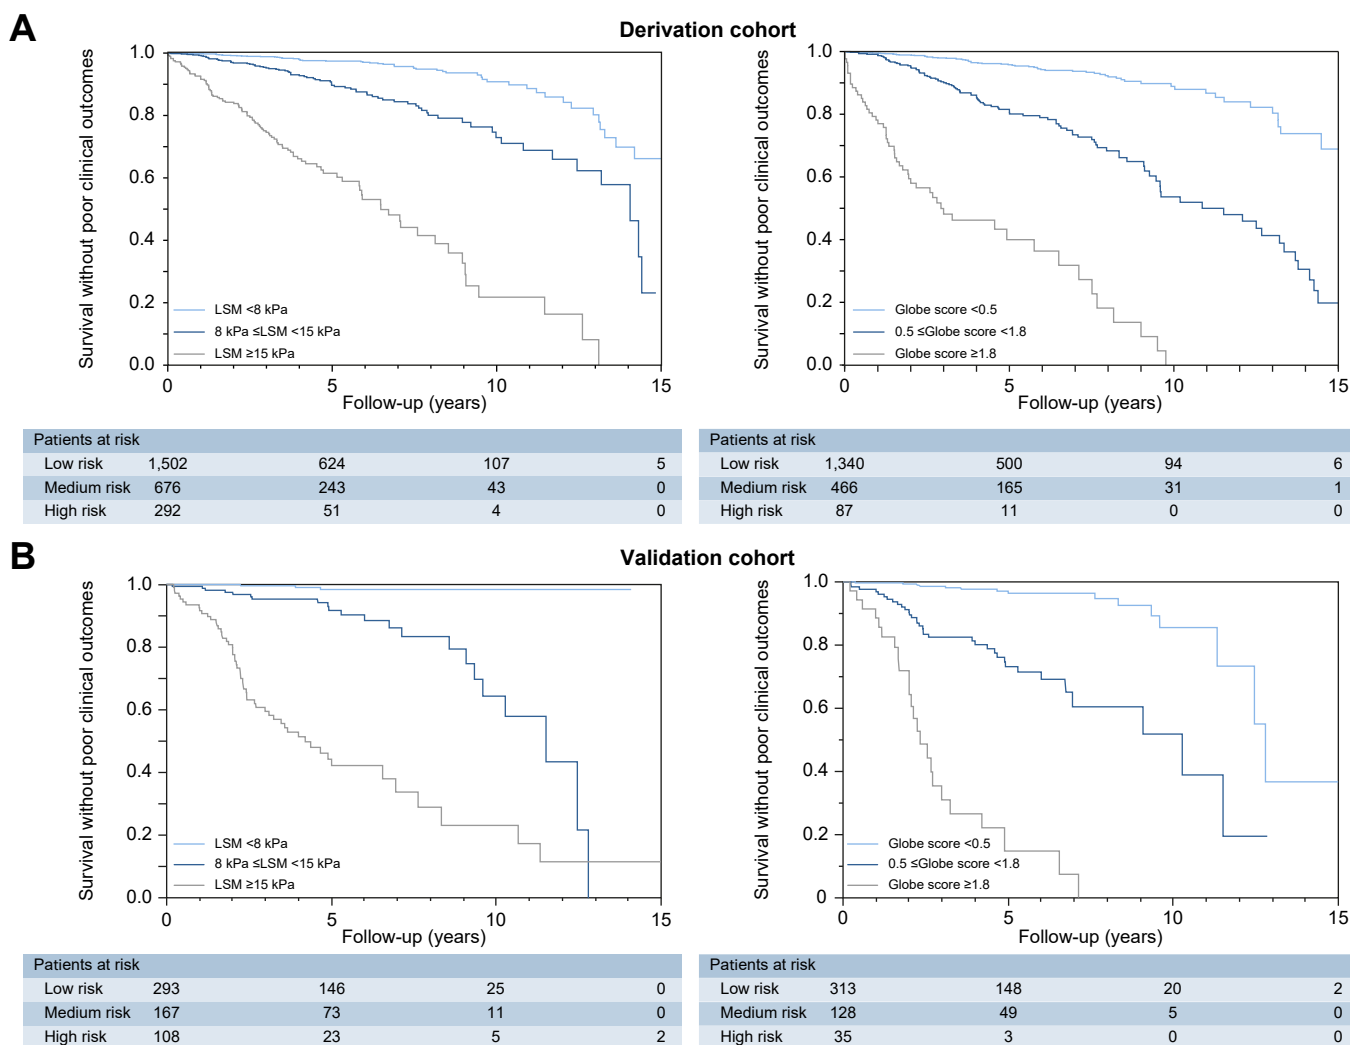 A
Derivation cohort
Survival without poor clinical outcomes
1.0
0.8
0.6
0.4
0.2
0.0
LSM <8 kPa
8 kPa ≤LSM <15 kPa
LSM ≥15 kPa
0 5 10 15
Follow-up (years)
Patients at risk
Low risk 1,502 624 107 5
Medium risk 676 243 43 0
High risk 292 51 4 0
Survival without poor clinical outcomes
1.0
0.8
0.6
0.4
0.2
0.0
Globe score <0.5
0.5 ≤Globe score <1.8
Globe score ≥1.8
0 5 10 15
Follow-up (years)
Patients at risk
Low risk 1,340 500 94 6
Medium risk 466 165 31 1
High risk 87 11 0 0
B
Validation cohort
Survival without poor clinical outcomes
1.0
0.8
0.6
0.4
0.2
0.0
LSM <8 kPa
8 kPa ≤LSM <15 kPa
LSM ≥15 kPa
0 5 10 15
Follow-up (years)
Patients at risk
Low risk 293 146 25 0
Medium risk 167 73 11 0
High risk 108 23 5 2
Survival without poor clinical outcomes
1.0
0.8
0.6
0.4
0.2
0
Globe score <0.5
0.5 ≤Globe score <1.8
Globe score ≥1.8
0 5 10 15
Follow-up (years)
Patients at risk
Low risk 313 148 20 2
Medium risk 128 49 5 0
High risk 35 3 0 0